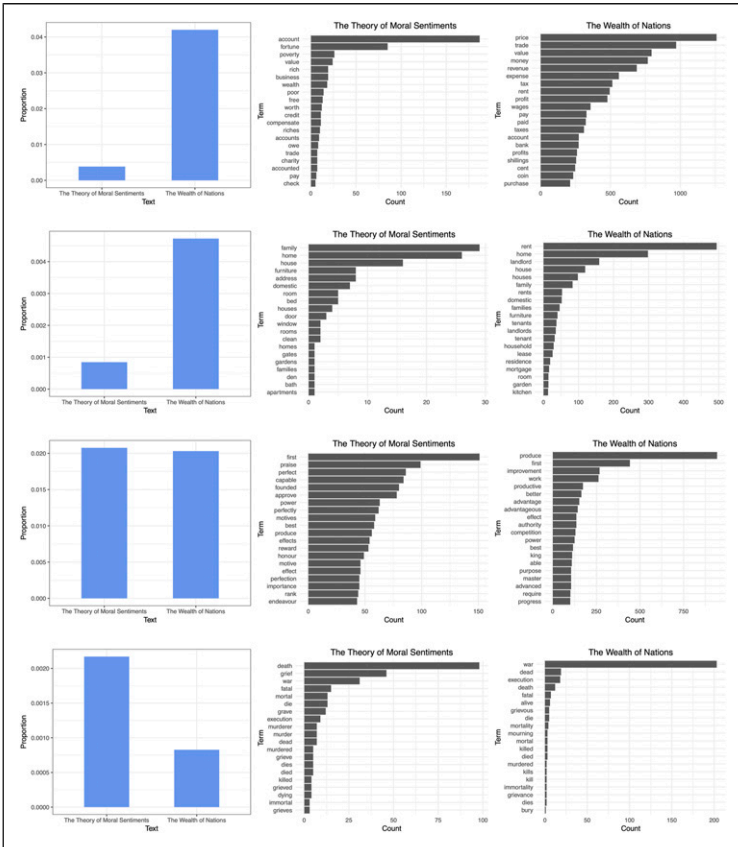 0.04
0.03
0.02
0.01
0.00
Proportion
The Theory of Moral Sentiments The Wealth of Nations
Text
The Theory of Moral Sentiments
account
fortune
poverty
value
rich
business
wealth
poor
free
worth
credit
compensate
riches
accounts
owe
trade
charity
accounted
pay
check
Term
0 50 100 150
Count
The Wealth of Nations
price
trade
value
money
revenue
expense
tax
rent
profit
wages
pay
paid
taxes
account
bank
profits
shillings
cent
coin
purchase
Term
0 500 1000
Count
0.004
0.003
0.002
0.001
0.000
Proportion
The Theory of Moral Sentiments The Wealth of Nations
Text
The Theory of Moral Sentiments
family
home
house
furniture
address
domestic
room
bed
houses
door
window
rooms
clean
homes
gates
gardens
families
den
bath
apartments
Term
0 10 20 30
Count
The Wealth of Nations
rent
home
landlord
house
houses
family
rents
domestic
families
furniture
tenants
landlords
tenant
household
lease
residence
mortgage
room
garden
kitchen
Term
0 100 200 300 400 500
Count
0.020
0.015
0.010
0.005
0.000
Proportion
The Theory of Moral Sentiments The Wealth of Nations
Text
The Theory of Moral Sentiments
first
praise
perfect
capable
founded
approve
power
perfectly
motives
best
produce
effects
reward
honour
motive
effect
perfection
importance
rank
endeavour
Term
0 50 100 150
Count
The Wealth of Nations
produce
first
improvement
work
productive
better
advantage
advantageous
effect
authority
competition
power
best
king
able
purpose
master
advanced
require
progress
Term
0 250 500 750
Count
0.0020
0.0015
0.0010
0.0005
0.0000
Proportion
The Theory of Moral Sentiments The Wealth of Nations
Text
The Theory of Moral Sentiments
death
grief
war
fatal
mortal
die
grave
execution
murderer
murder
dead
murdered
grieve
dies
died
killed
grieved
dying
immortal
grieves
Term
0 25 50 75 100
Count
The Wealth of Nations
war
dead
execution
death
fatal
alive
grievous
die
mortality
mourning
mortal
killed
died
murdered
kills
kill
immortality
grievance
dies
bury
Term
0 50 100 150 200
Count